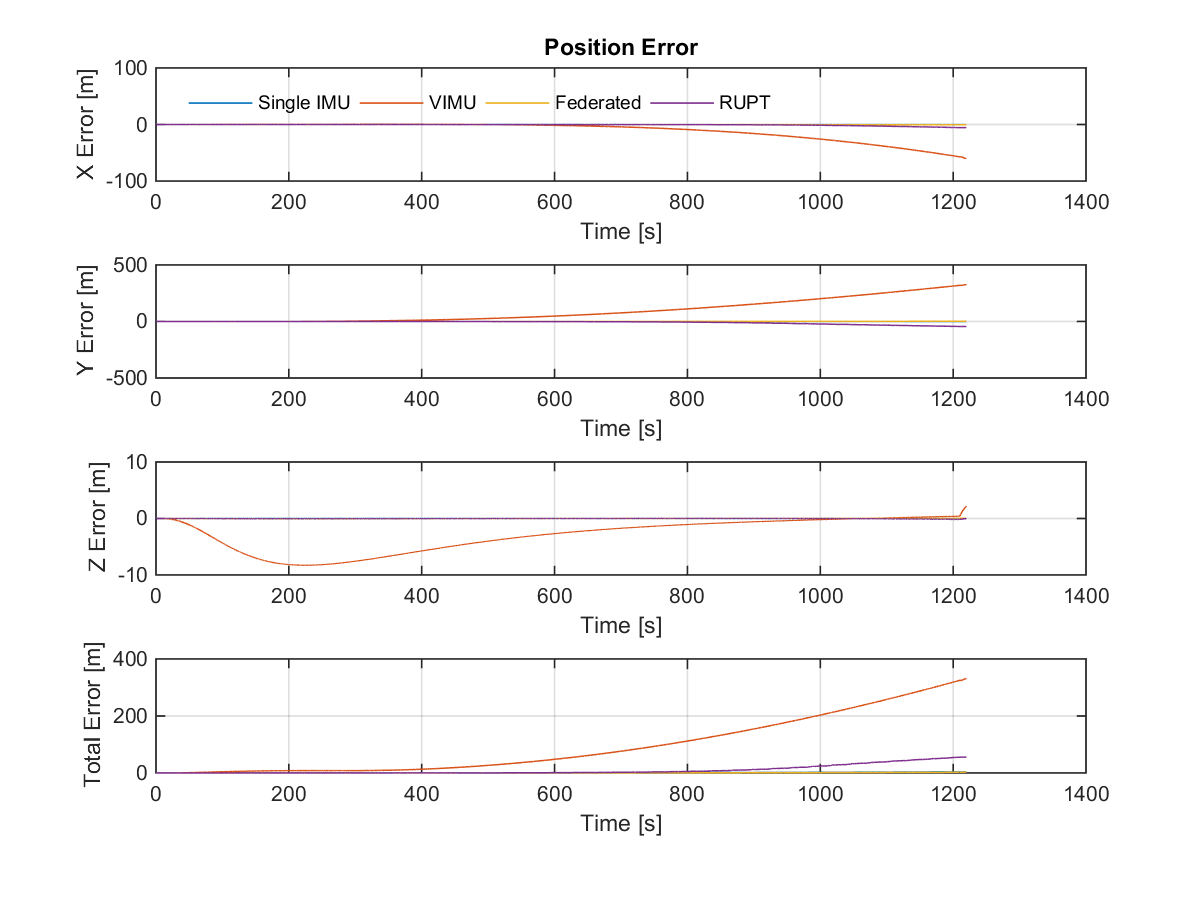 Position Error
100
0
-100
X Error [m]
Single IMU VIMU Federated RUPT
0 200 400 600 800 1000 1200 1400
Time [s]
500
0
-500
Y Error [m]
0 200 400 600 800 1000 1200 1400
Time [s]
10
0
-10
Z Error [m]
0 200 400 600 800 1000 1200 1400
Time [s]
400
200
0
Total Error [m]
0 200 400 600 800 1000 1200 1400
Time [s]